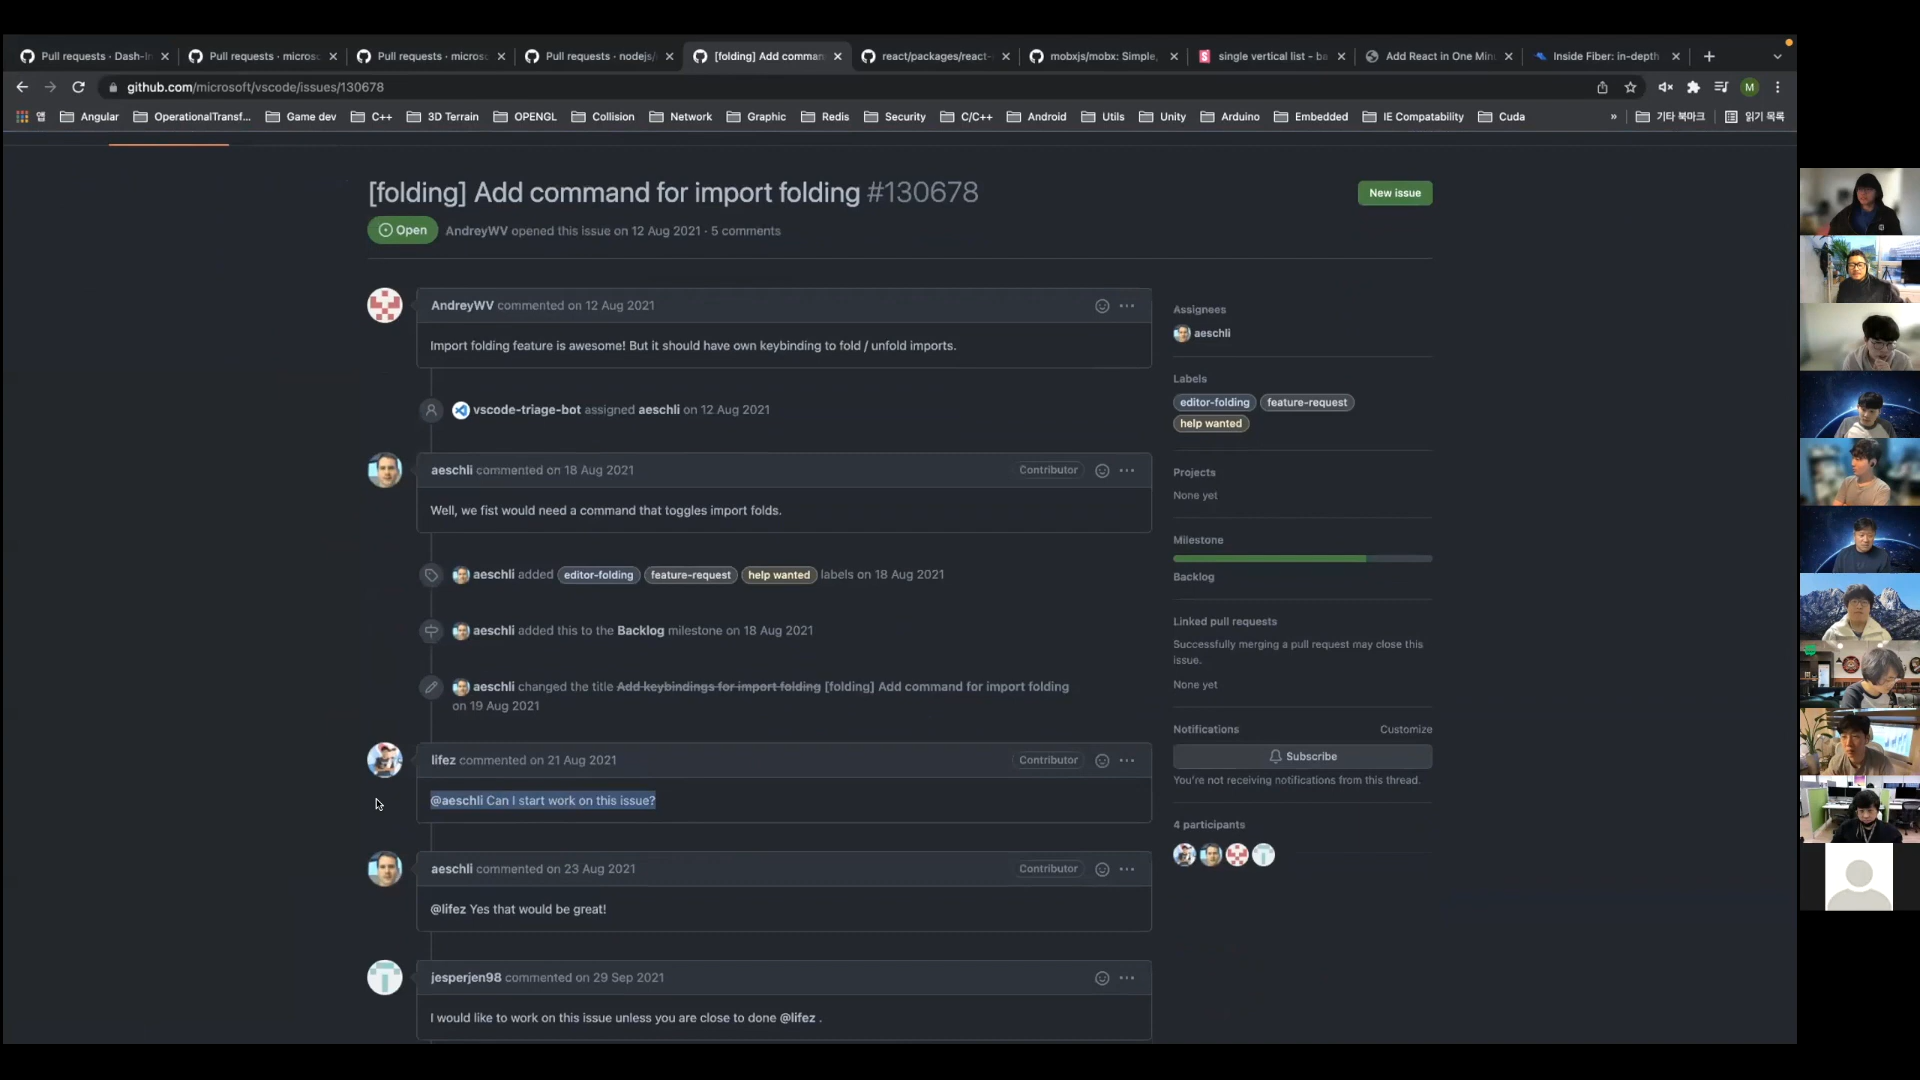 Pull requests · Dash-In
Pull requests · microso
Pull requests · microso
Pull requests · nodejs/
[folding] Add comman
react/packages/react-
mobxjs/mobx: Simple,
single vertical list – ba
Add React in One Minu
Inside Fiber: in-depth
github.com/microsoft/vscode/issues/130678
M
앱
Angular
OperationalTransf...
Game dev
C++
3D Terrain
OPENGL
Collision
Network
Graphic
Redis
Security
C/C++
Android
Utils
Unity
Arduino
Embedded
IE Compatability
Cuda
»
기타 북마크
읽기 목록
[folding] Add command for import folding #130678
New issue
Open
AndreyWV opened this issue on 12 Aug 2021 · 5 comments
AndreyWV commented on 12 Aug 2021
Import folding feature is awesome! But it should have own keybinding to fold / unfold imports.
vscode-triage-bot assigned aeschli on 12 Aug 2021
aeschli commented on 18 Aug 2021
Contributor
Well, we fist would need a command that toggles import folds.
aeschli added editor-folding feature-request help wanted labels on 18 Aug 2021
aeschli added this to the Backlog milestone on 18 Aug 2021
aeschli changed the title Add keybindings for import folding [folding] Add command for import folding
on 19 Aug 2021
lifez commented on 21 Aug 2021
Contributor
@aeschli Can I start work on this issue?
aeschli commented on 23 Aug 2021
Contributor
@lifez Yes that would be great!
jesperjen98 commented on 29 Sep 2021
I would like to work on this issue unless you are close to done @lifez .
Assignees
aeschli
Labels
editor-folding
feature-request
help wanted
Projects
None yet
Milestone
Backlog
Linked pull requests
Successfully merging a pull request may close this
issue.
None yet
Notifications
Customize
Subscribe
You're not receiving notifications from this thread.
4 participants